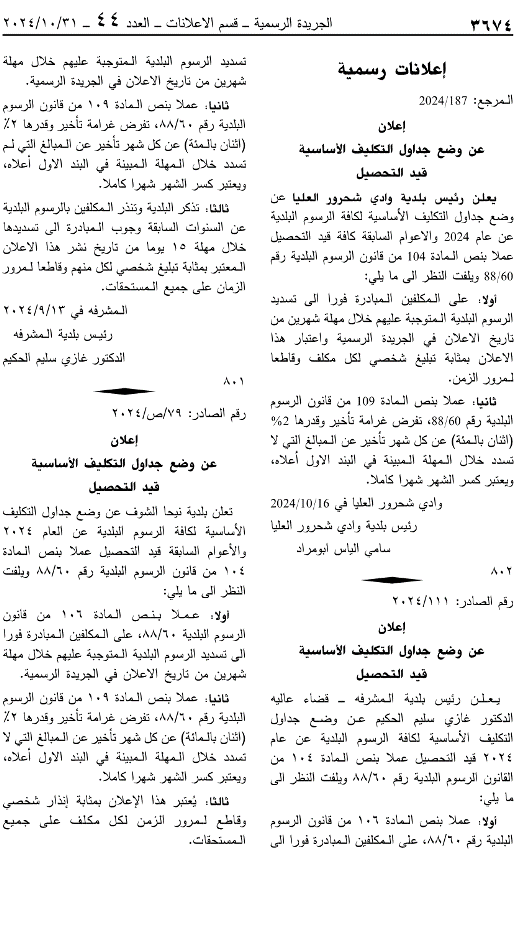 ٣٦٧٤
الجريدة الرسمية ــ قسم الاعلانات ــ العدد ٤٤ ــ ٢٠٢٤/١٠/٣١
إعلانات رسمية
المرجع: 2024/187
إعلان
عن وضع جداول التكليف الأساسية
قيد التحصيل
يعلن رئيس بلدية وادي شحرور العليا عن
وضع جداول التكليف الأساسية لكافة الرسوم البلدية
عن عام 2024 والاعوام السابقة كافة قيد التحصيل
عملا بنص المادة 104 من قانون الرسوم البلدية رقم
88/60 ويلفت النظر الى ما يلي:
أولا: على المكلفين المبادرة فورا الى تسديد
الرسوم البلدية المتوجبة عليهم خلال مهلة شهرين من
تاريخ الاعلان في الجريدة الرسمية واعتبار هذا
الاعلان بمثابة تبليغ شخصي لكل مكلف وقاطعا
لمرور الزمن.
ثانيا: عملا بنص المادة 109 من قانون الرسوم
البلدية رقم 88/60، تفرض غرامة تأخير وقدرها 2%
(اثنان بالمئة) عن كل شهر تأخير عن المبالغ التي لا
تسدد خلال المهلة المبينة في البند الاول أعلاه،
ويعتبر كسر الشهر شهرا كاملا.
وادي شحرور العليا في 2024/10/16
رئيس بلدية وادي شحرور العليا
سامي الياس ابومراد
٨٠٢
رقم الصادر: ٢٠٢٤/١١١
إعلان
عن وضع جداول التكليف الأساسية
قيد التحصيل
يـعـلـن رئيس بلدية المشرفه ــ قضاء عاليه
الدكتور غازي سليم الحكيم عـن وضـع جداول
التكليف الأساسية لكافة الرسوم البلدية عن عام
٢٠٢٤ قيد التحصيل عملا بنص المادة ١٠٤ من
القانون الرسوم البلدية رقم ٨٨/٦٠ ويلفت النظر الى
ما يلي:
أولا: عملا بنص المادة ١٠٦ من قانون الرسوم
البلدية رقم ٨٨/٦٠، على المكلفين المبادرة فورا الى
تسديد الرسوم البلدية المتوجبة عليهم خلال مهلة
شهرين من تاريخ الاعلان في الجريدة الرسمية.
ثانيا: عملا بنص المادة ١٠٩ من قانون الرسوم
البلدية رقم ٨٨/٦٠، تفرض غرامة تأخير وقدرها ٢٪
(اثنان بالمئة) عن كل شهر تأخير عن المبالغ التي لم
تسدد خلال المهلة المبينة في البند الاول أعلاه،
ويعتبر كسر الشهر شهرا كاملا.
ثالثا: تذكر البلدية وتنذر المكلفين بالرسوم البلدية
عن السنوات السابقة وجوب المبادرة الى تسديدها
خلال مهلة ١٥ يوما من تاريخ نشر هذا الاعلان
المعتبر بمثابة تبليغ شخصي لكل منهم وقاطعا لمرور
الزمان على جميع المستحقات.
المشرفه في ٢٠٢٤/٩/١٣
رئيس بلدية المشرفه
الدكتور غازي سليم الحكيم
٨٠١
رقم الصادر: ٧٩/ص/٢٠٢٤
إعلان
عن وضع جداول التكليف الأساسية
قيد التحصيل
تعلن بلدية نيحا الشوف عن وضع جداول التكليف
الأساسية لكافة الرسوم البلدية عن العام ٢٠٢٤
والأعوام السابقة قيد التحصيل عملا بنص المادة
١٠٤ من قانون الرسوم البلدية رقم ٨٨/٦٠ ويلفت
النظر الى ما يلي:
أولا: عـمـلا بـنـص المادة ١٠٦ من قانون
الرسوم البلدية ٨٨/٦٠، على المكلفين المبادرة فورا
الى تسديد الرسوم البلدية المتوجبة عليهم خلال مهلة
شهرين من تاريخ الاعلان في الجريدة الرسمية.
ثانيا: عملا بنص المادة ١٠٩ من قانون الرسوم
البلدية رقم ٨٨/٦٠، تفرض غرامة تأخير وقدرها ٢٪
(اثنان بالمائة) عن كل شهر تأخير عن المبالغ التي لا
تسدد خلال المهلة المبينة في البند الاول أعلاه،
ويعتبر كسر الشهر شهرا كاملا.
ثالثا: يُعتبر هذا الإعلان بمثابة إنذار شخصي
وقاطع لـمـرور الزمن لكل مكلف على جميع
المستحقات.